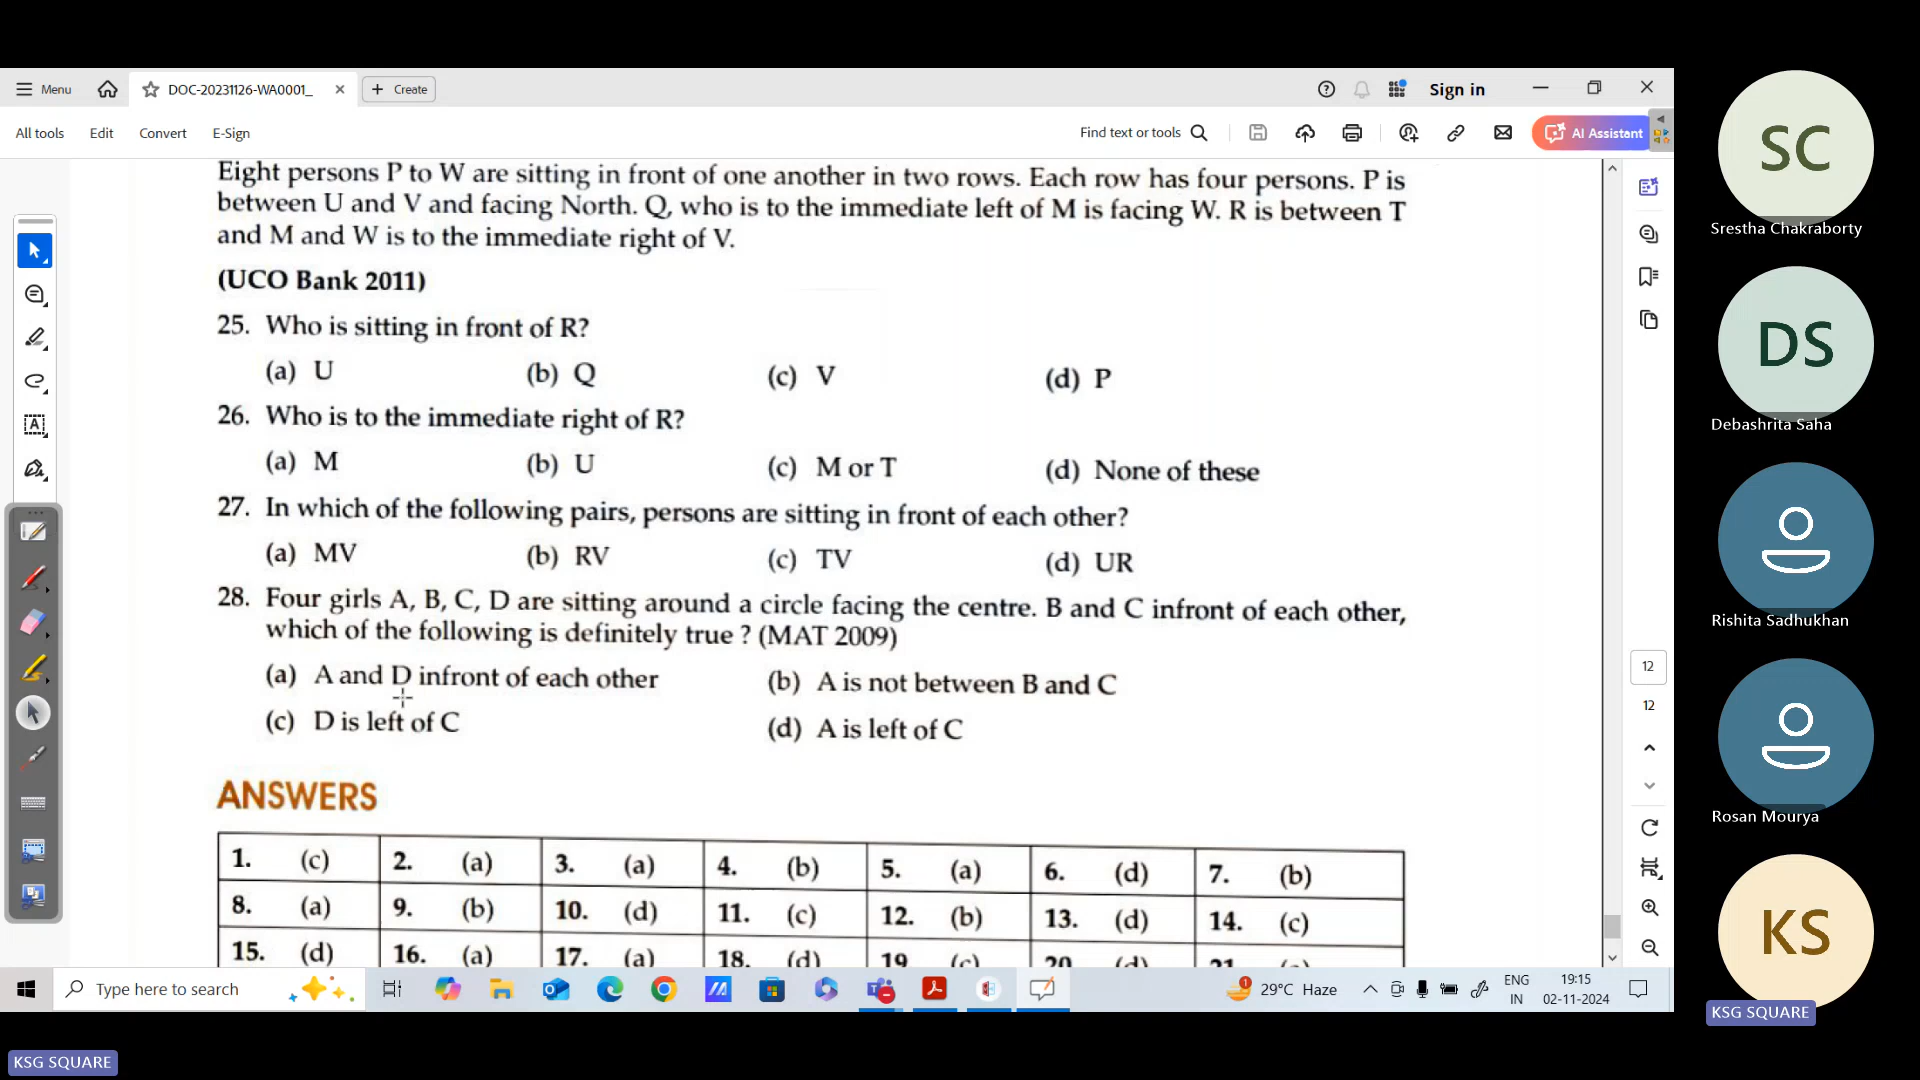 Menu
DOC-20231126-WA0001_
Create
Sign in
All tools
Edit
Convert
E-Sign
Find text or tools
AI Assistant
Eight persons P to W are sitting in front of one another in two rows. Each row has four persons. P is
between U and V and facing North. Q, who is to the immediate left of M is facing W. R is between T
and M and W is to the immediate right of V.
(UCO Bank 2011)
25. Who is sitting in front of R?
(a) U (b) Q (c) V (d) P
26. Who is to the immediate right of R?
(a) M (b) U (c) M or T (d) None of these
27. In which of the following pairs, persons are sitting in front of each other?
(a) MV (b) RV (c) TV (d) UR
28. Four girls A, B, C, D are sitting around a circle facing the centre. B and C infront of each other,
which of the following is definitely true ? (MAT 2009)
(a) A and D infront of each other (b) A is not between B and C
(c) D is left of C (d) A is left of C
ANSWERS
1. (c) 2. (a) 3. (a) 4. (b) 5. (a) 6. (d) 7. (b)
8. (a) 9. (b) 10. (d) 11. (c) 12. (b) 13. (d) 14. (c)
15. (d) 16. (a) 17. (a) 18. (d) 19 (c) 20 (d) 21
12
12
Type here to search
29°C Haze
ENG
IN
19:15
02-11-2024
SC
Srestha Chakraborty
DS
Debashrita Saha
Rishita Sadhukhan
Rosan Mourya
KS
KSG SQUARE
KSG SQUARE